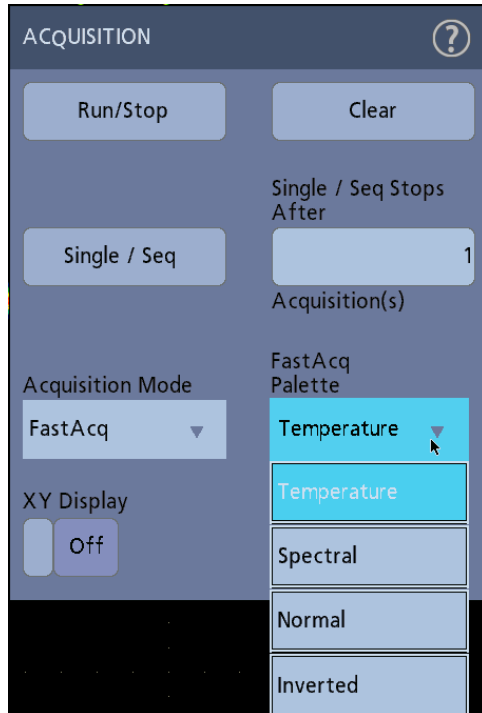 ACQUISITION
?
Run/Stop
Clear
Single / Seq Stops
After
Single / Seq
1
Acquisition(s)
Acquisition Mode
FastAcq
Palette
FastAcq
Temperature
XY Display
Off
Temperature
Spectral
Normal
Inverted